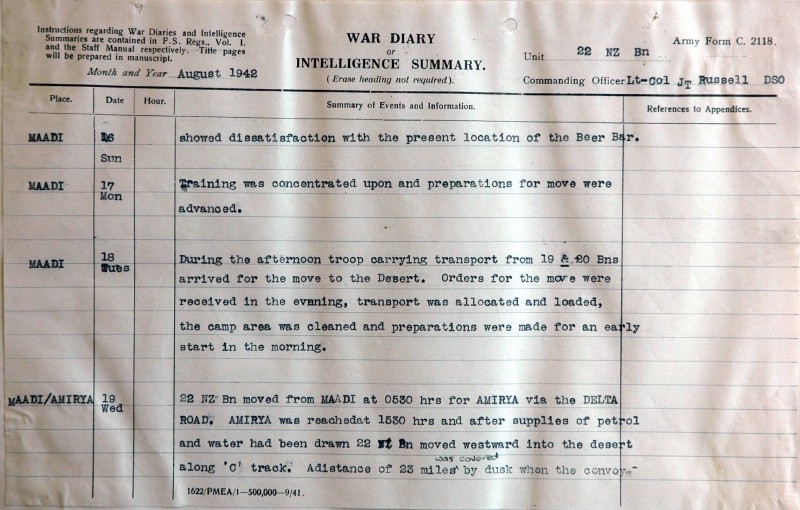 Instructions regarding War Diaries and Intelligence
Summaries are contained in F.S. Regs., Vol. I.
and the Staff Manual respectively. Title pages
will be prepared in manuscript.
Month and Year August 1942
WAR DIARY
or
INTELLIGENCE SUMMARY.
(Erase heading not required).
Army Form C. 2118.
Unit 22 NZ Bn
Commanding Officer Lt-Col JT Russell DSO
Place. Date Hour. Summary of Events and Information. References to Appendices.
MAADI 16 showed dissatisfaction with the present location of the Beer Bar.
Sun
MAADI 17 Training was concentrated upon and preparations for move were
Mon
advanced.
MAADI 18 During the afternoon troop carrying transport from 19 & 20 Bns
Tues arrived for the move to the Desert. Orders for the move were
received in the evening, transport was allocated and loaded,
the camp area was cleaned and preparations were made for an early
start in the morning.
MAADI/AMIRYA 19 22 NZ Bn moved from MAADI at 0530 hrs for AMIRYA via the DELTA
Wed ROAD. AMIRYA was reachedat 1530 hrs and after supplies of petrol
and water had been drawn 22 Bn moved westward into the desert
was covered
along 'C' track. Adistance of 23 miles^ by dusk when the convoy-
1622/PMEA/1—500,000—9/41.